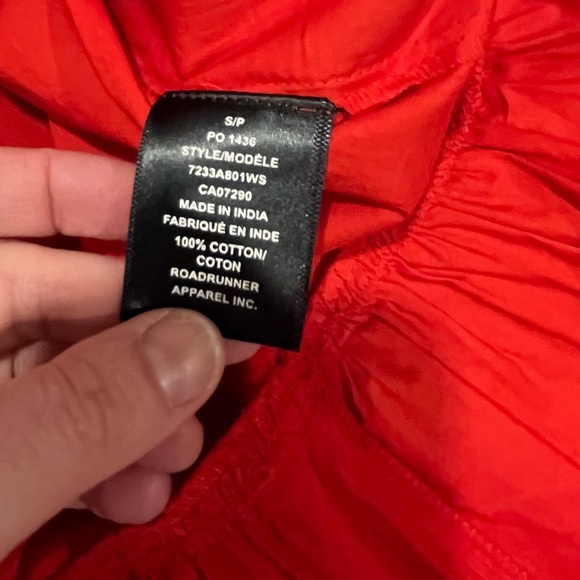 S/P
PO 1436
STYLE/MODÈLE
7233A801WS
CA07290
MADE IN INDIA
FABRIQUÉ EN INDE
100% COTTON/
COTON
ROADRUNNER
APPAREL INC.